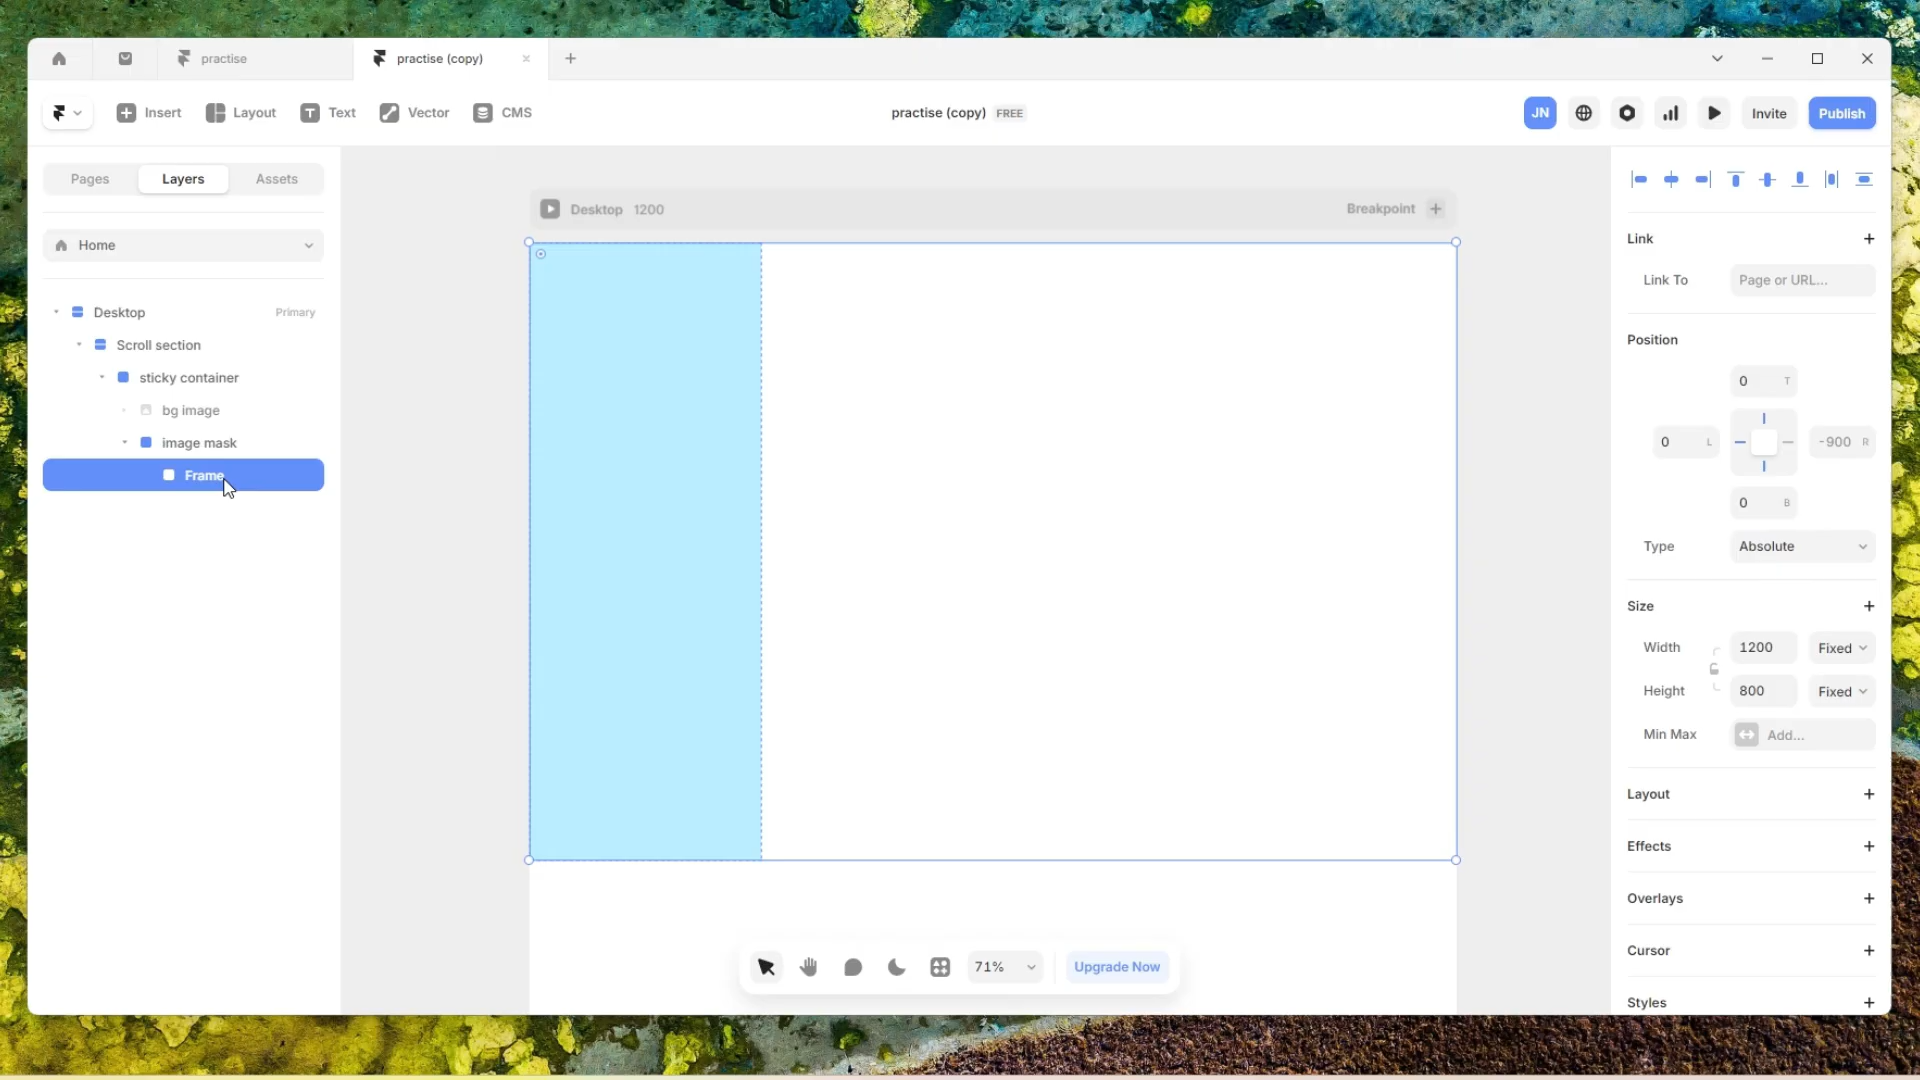 practise
practise (copy)
Insert
Layout
Text
Vector
CMS
practise (copy) FREE
JN
Invite
Publish
Pages
Layers
Assets
Home
Desktop
Primary
Scroll section
sticky container
bg image
image mask
Frame
Desktop 1200
Breakpoint
71%
Upgrade Now
Link
Link To
Page or URL...
Position
0 T
0 L
-900 R
0 B
Type
Absolute
Size
Width
1200
Fixed
Height
800
Fixed
Min Max
Add...
Layout
Effects
Overlays
Cursor
Styles